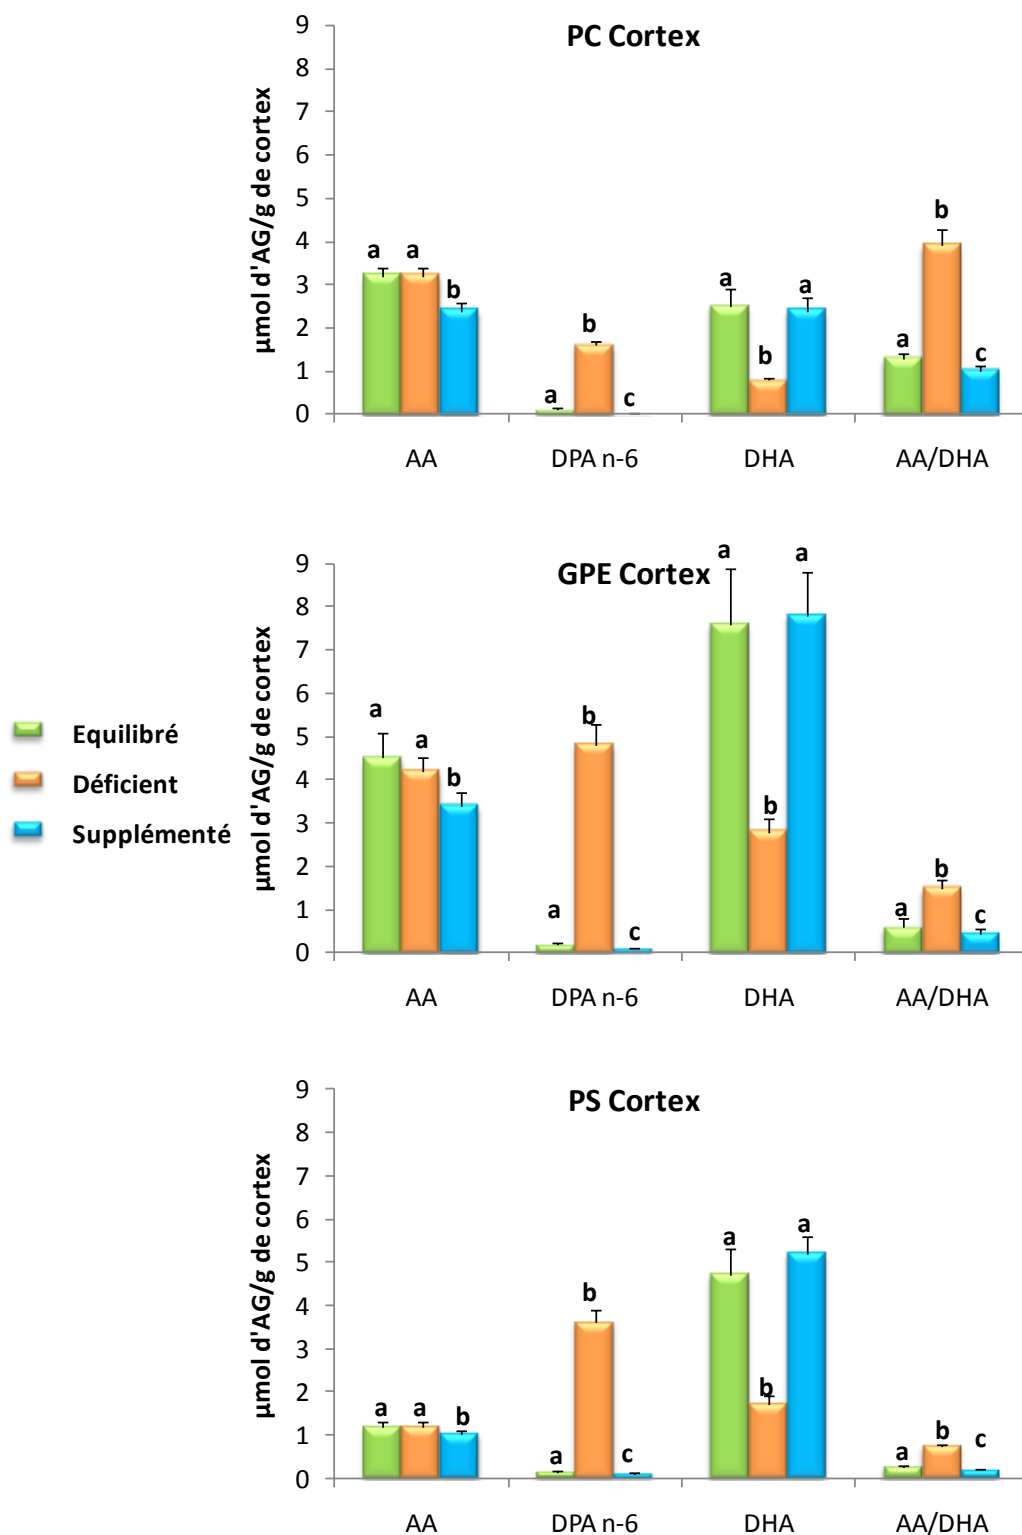 PC Cortex
µmol d'AG/g de cortex
9
8
7
6
5
4
3
2
1
0
a a b
a b c
a b a
a b c
AA DPA n-6 DHA AA/DHA
GPE Cortex
µmol d'AG/g de cortex
9
8
7
6
5
4
3
2
1
0
a a b
a b c
a b a
a b c
AA DPA n-6 DHA AA/DHA
Equilibré
Déficient
Supplémenté
PS Cortex
µmol d'AG/g de cortex
9
8
7
6
5
4
3
2
1
0
a a b
a b c
a b a
a b c
AA DPA n-6 DHA AA/DHA